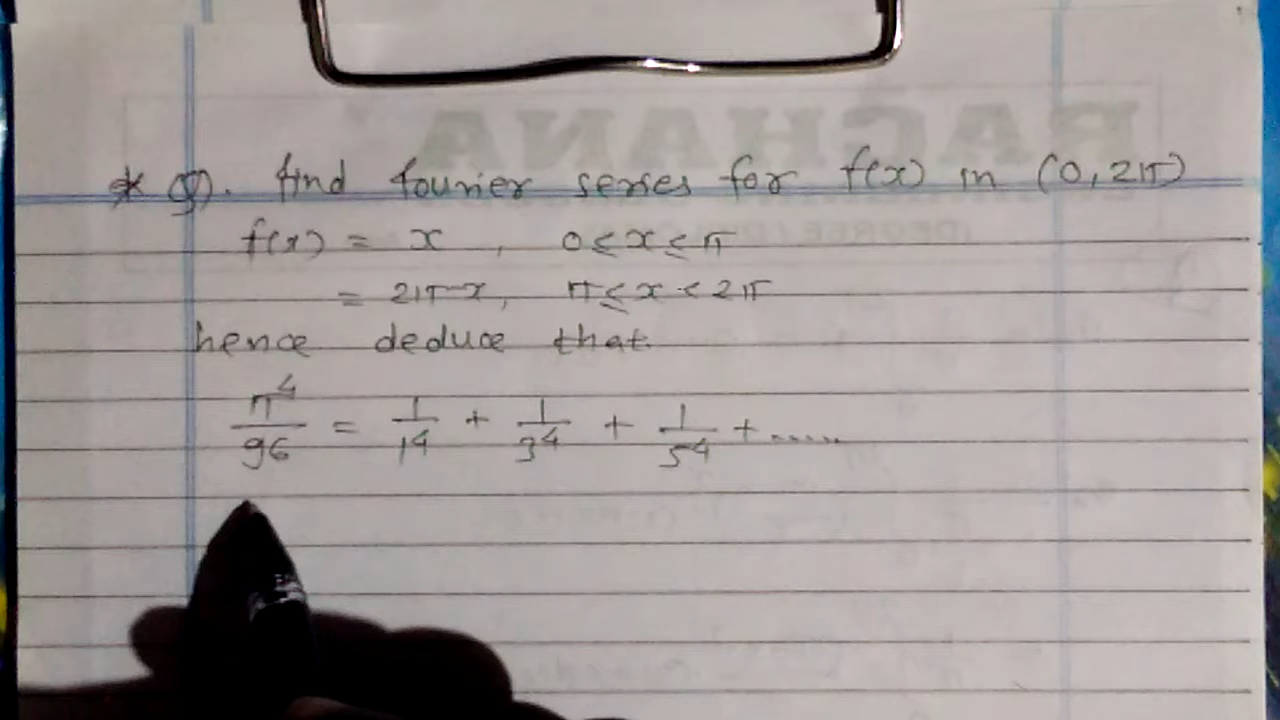 * Q). find fourier series for f(x) in (0,2π)
f(x) = x , 0≤x≤π
= 2π-x, π≤x<2π
hence deduce that
π⁴/96 = 1/1⁴ + 1/3⁴ + 1/5⁴ + ......
RACHANA